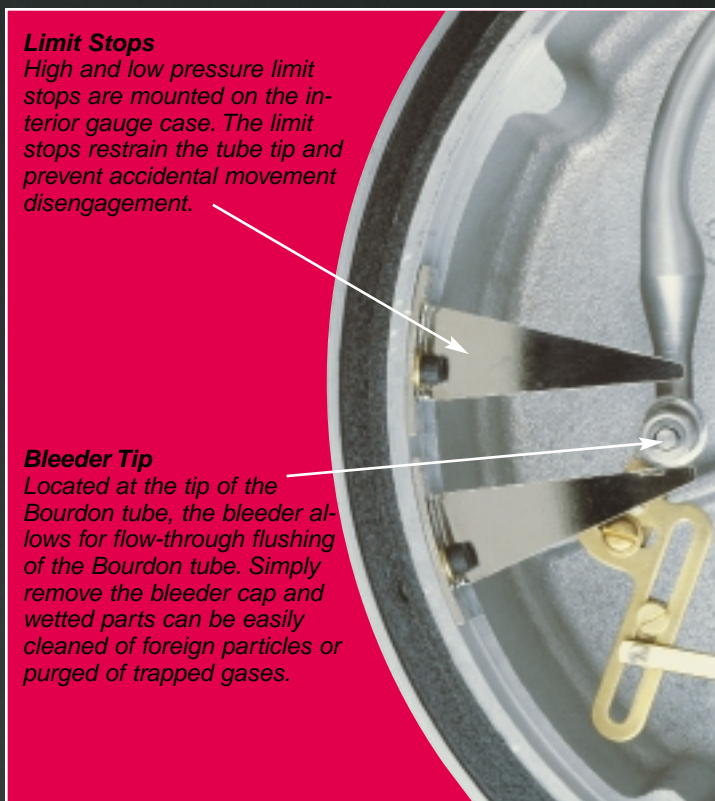 Limit Stops
High and low pressure limit
stops are mounted on the in-
terior gauge case. The limit
stops restrain the tube tip and
prevent accidental movement
disengagement.
Bleeder Tip
Located at the tip of the
Bourdon tube, the bleeder al-
lows for flow-through flushing
of the Bourdon tube. Simply
remove the bleeder cap and
wetted parts can be easily
cleaned of foreign particles or
purged of trapped gases.